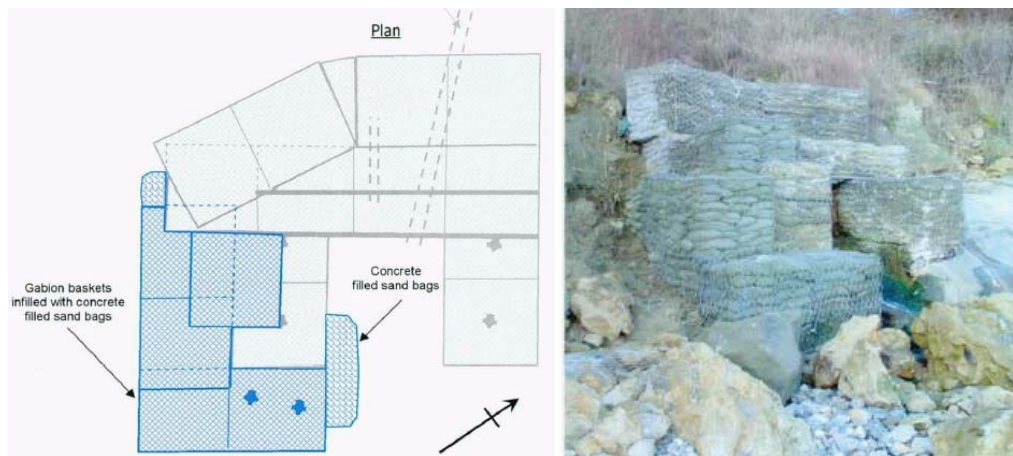 Plan
Gabion baskets
infilled with concrete
filled sand bags
Concrete
filled sand bags